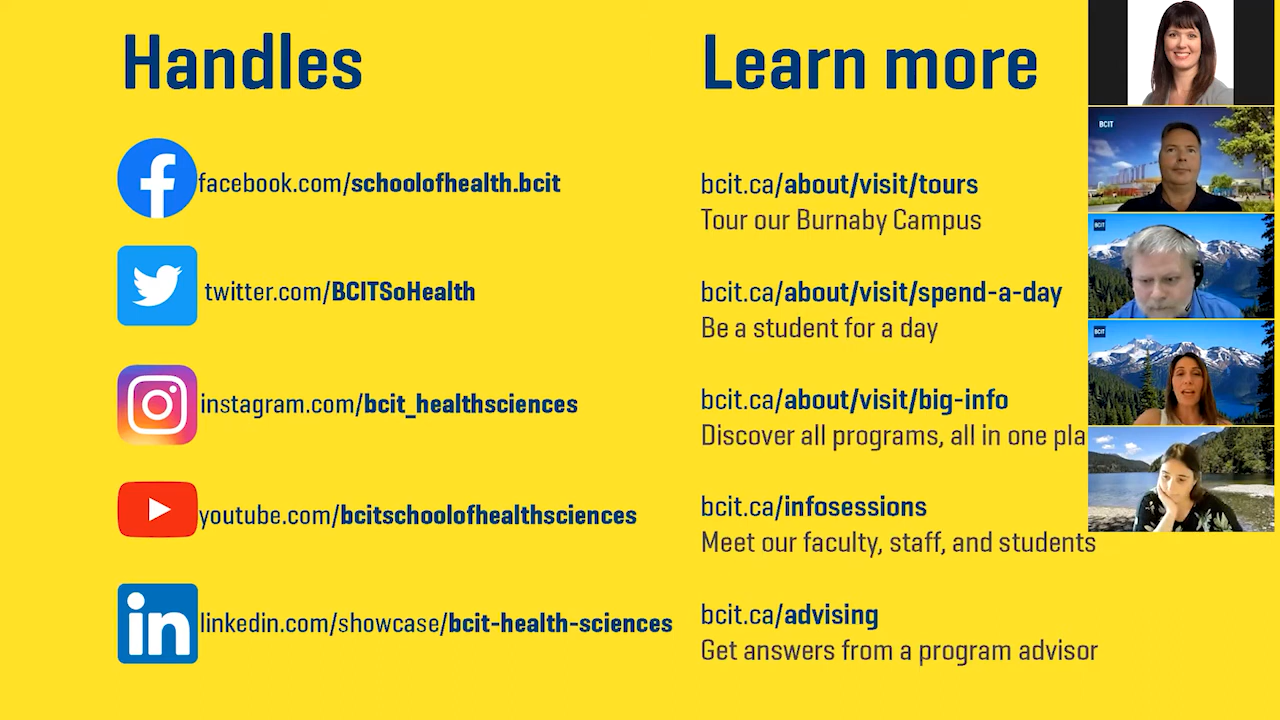 Handles
facebook.com/schoolofhealth.bcit
twitter.com/BCITSoHealth
instagram.com/bcit_healthsciences
youtube.com/bcitschoolofhealthsciences
in
linkedin.com/showcase/bcit-health-sciences
Learn more
bcit.ca/about/visit/tours
Tour our Burnaby Campus
bcit.ca/about/visit/spend-a-day
Be a student for a day
bcit.ca/about/visit/big-info
Discover all programs, all in one pla
bcit.ca/infosessions
Meet our faculty, staff, and students
bcit.ca/advising
Get answers from a program advisor
BCIT
BCIT
BCIT